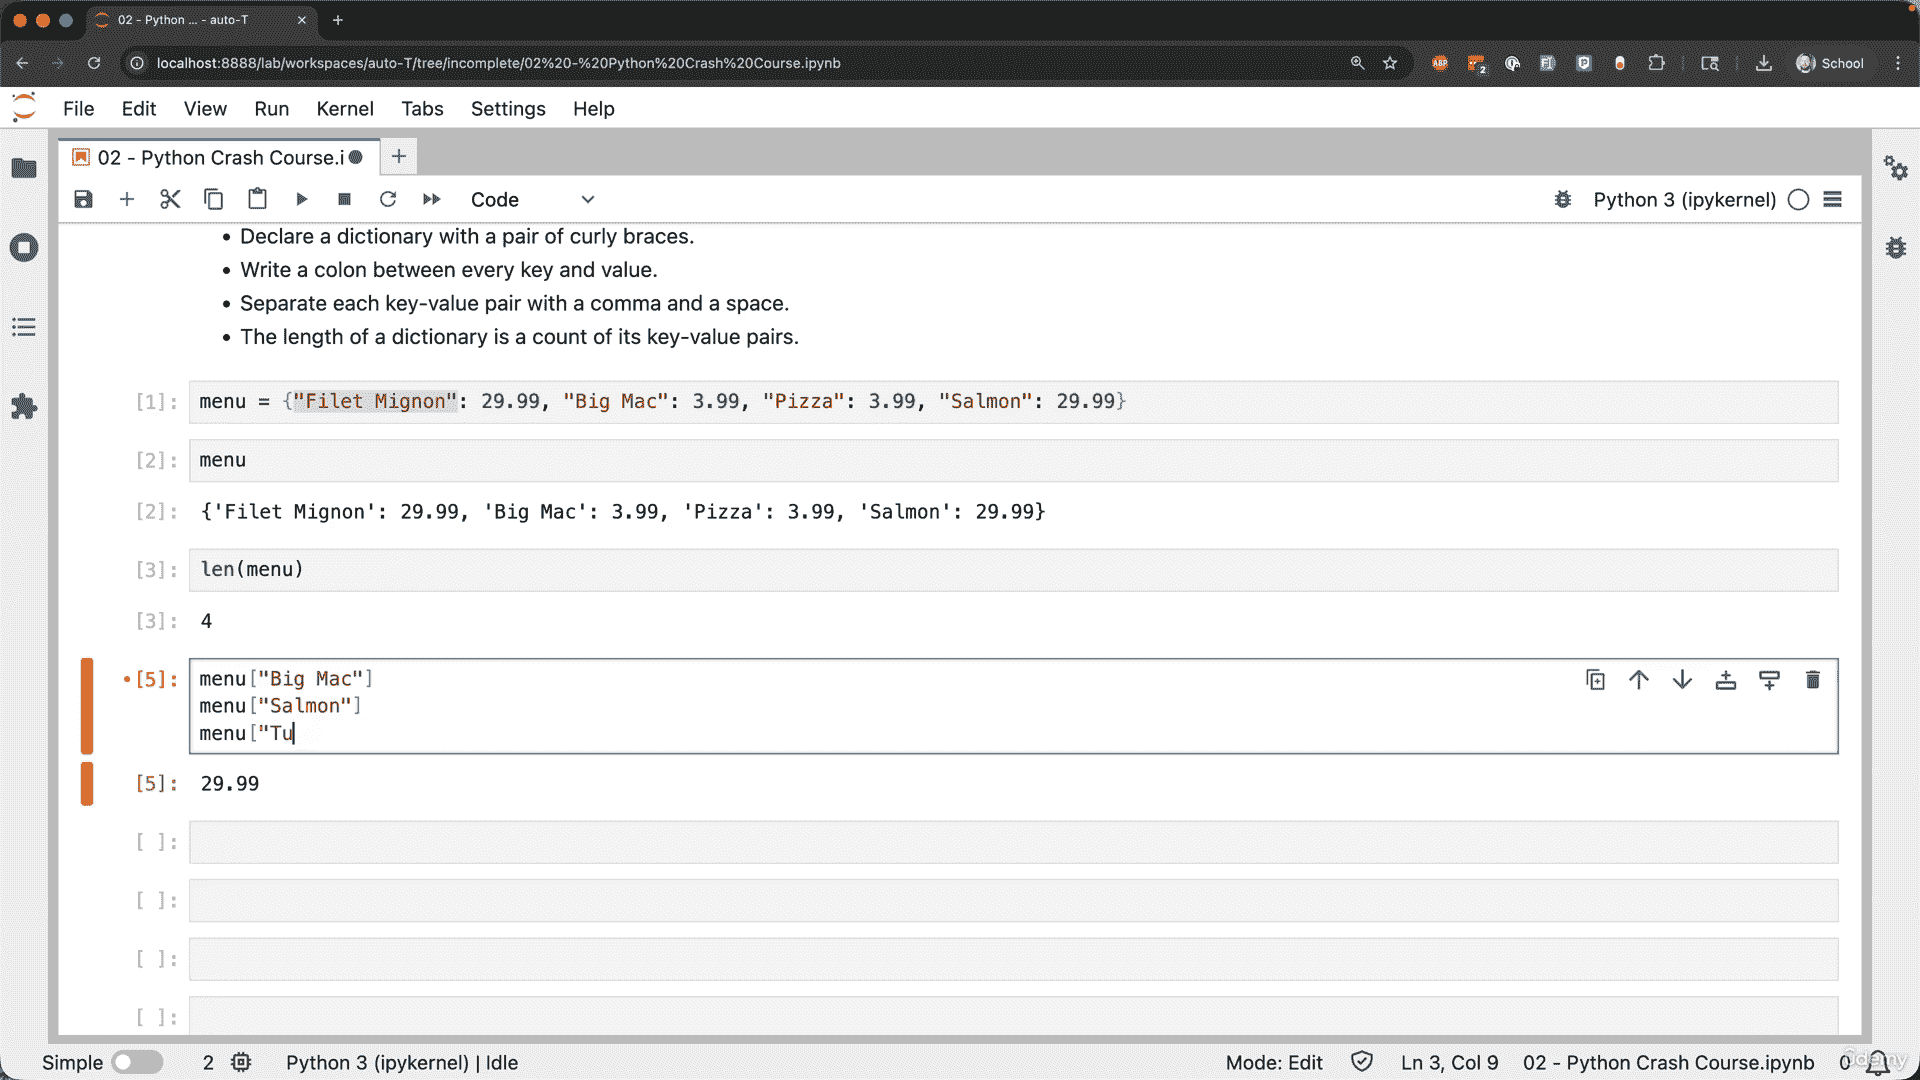 02 - Python ... - auto-T
localhost:8888/lab/workspaces/auto-T/tree/incomplete/02%20-%20Python%20Crash%20Course.ipynb
ABP
2
School
File Edit View Run Kernel Tabs Settings Help
02 - Python Crash Course.i
Code
Python 3 (ipykernel)
• Declare a dictionary with a pair of curly braces.
• Write a colon between every key and value.
• Separate each key-value pair with a comma and a space.
• The length of a dictionary is a count of its key-value pairs.
[1]: menu = {"Filet Mignon": 29.99, "Big Mac": 3.99, "Pizza": 3.99, "Salmon": 29.99}
[2]: menu
[2]: {'Filet Mignon': 29.99, 'Big Mac': 3.99, 'Pizza': 3.99, 'Salmon': 29.99}
[3]: len(menu)
[3]: 4
•[5]: menu["Big Mac"]
menu["Salmon"]
menu["Tu
[5]: 29.99
[ ]:
[ ]:
[ ]:
[ ]:
Simple 2 Python 3 (ipykernel) | Idle Mode: Edit Ln 3, Col 9 02 - Python Crash Course.ipynb 0
Udemy